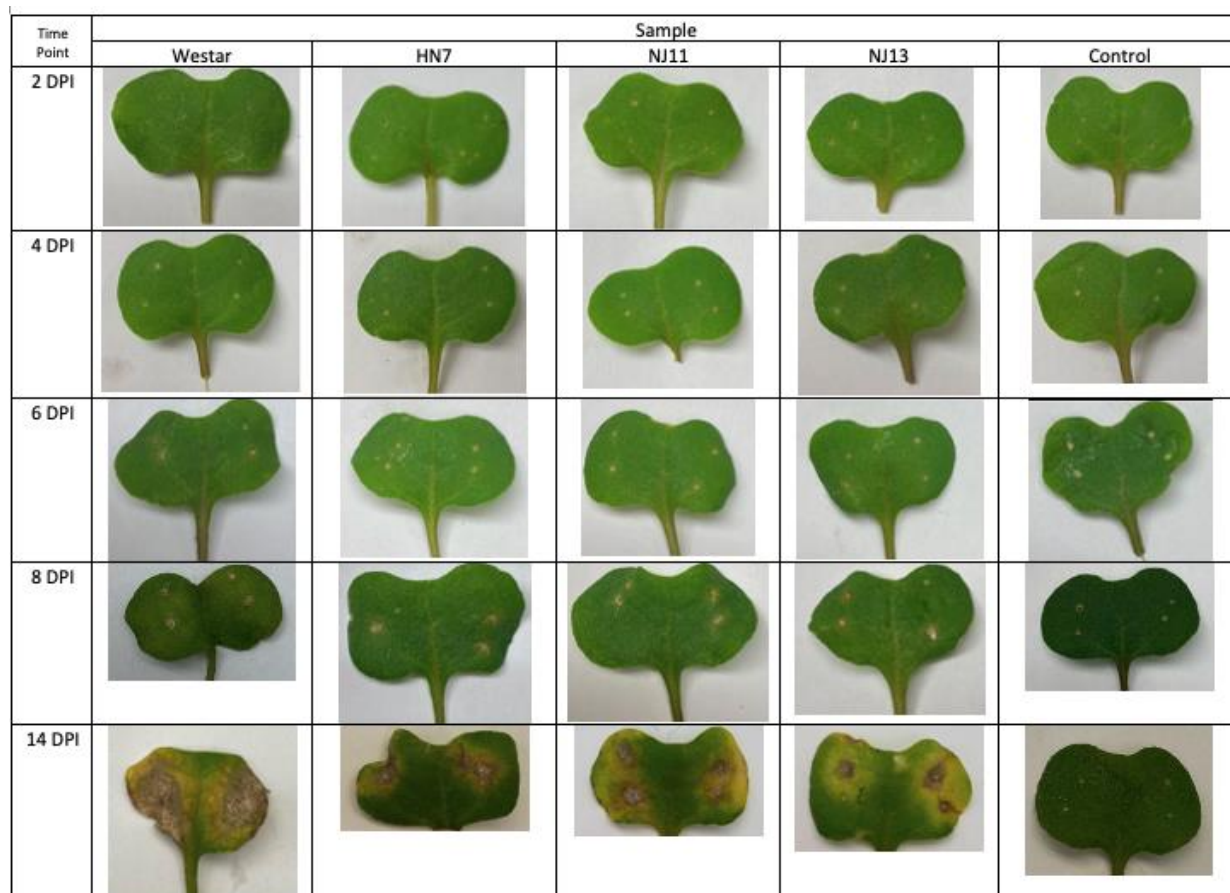 Time Point
Sample
Westar HN7 NJ11 NJ13 Control
2 DPI
4 DPI
6 DPI
8 DPI
14 DPI